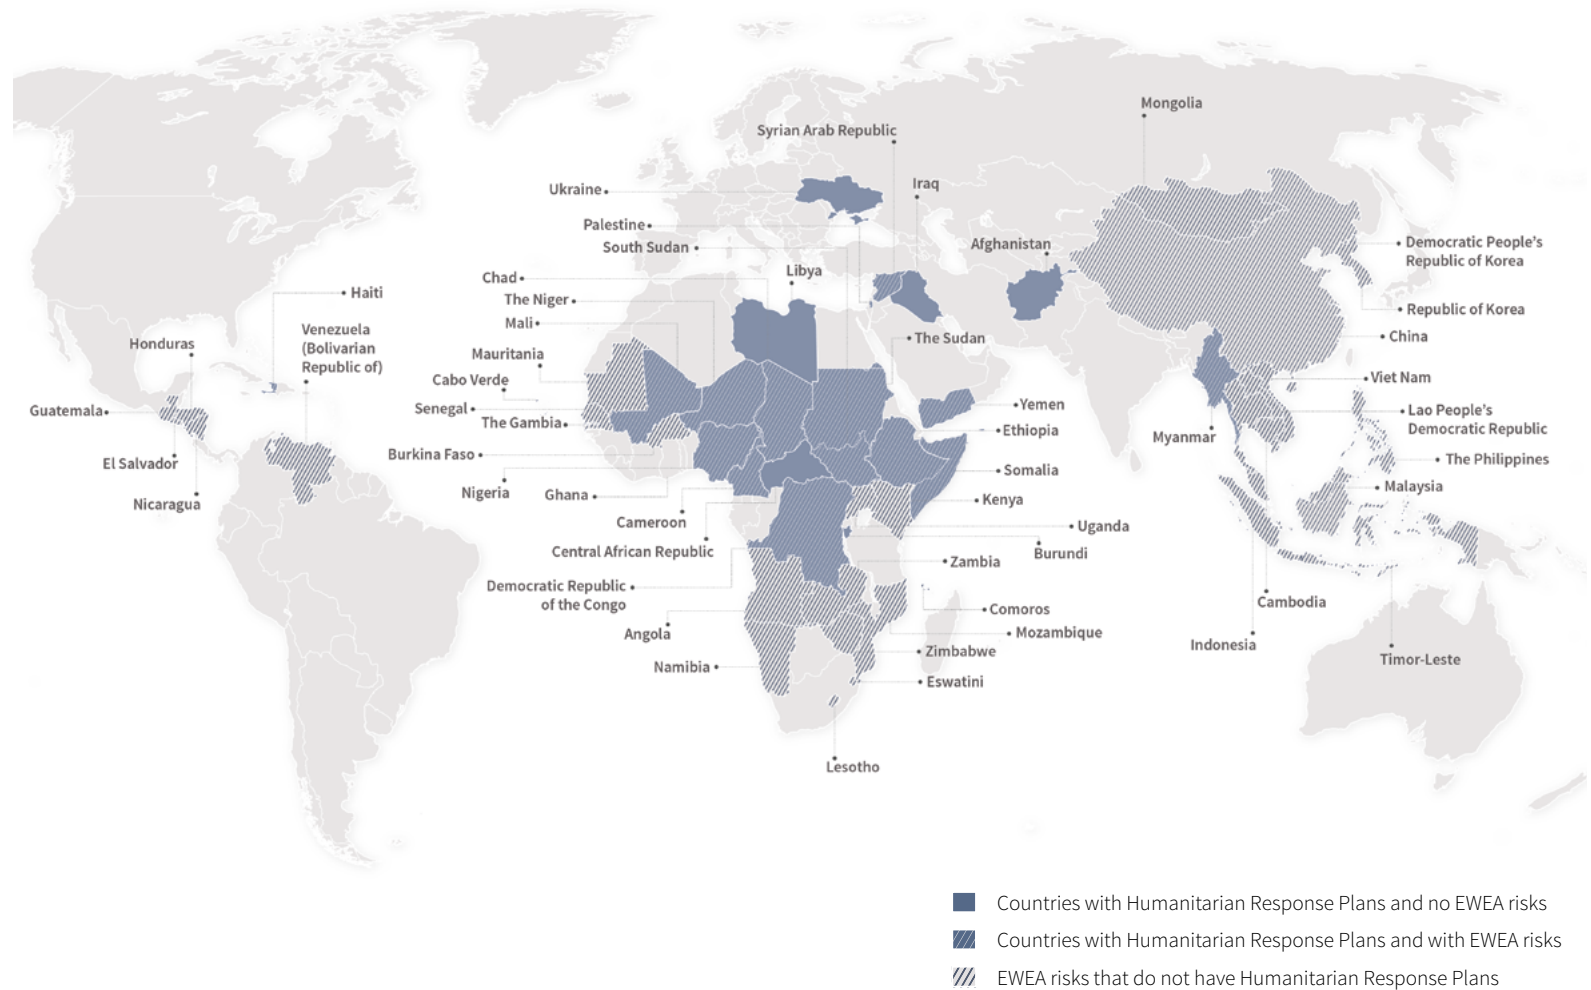 Mongolia
Syrian Arab Republic
Ukraine
Iraq
Palestine
South Sudan
Afghanistan
Democratic People's
Republic of Korea
Chad
Libya
Haiti
The Niger
Republic of Korea
Mali
Venezuela
(Bolivarian
Republic of)
Honduras
The Sudan
China
Mauritania
Cabo Verde
Viet Nam
Guatemala
Senegal
The Gambia
Yemen
Lao People's
Democratic Republic
Ethiopia
Myanmar
Burkina Faso
El Salvador
The Philippines
Somalia
Malaysia
Nicaragua
Nigeria
Ghana
Kenya
Cameroon
Uganda
Central African Republic
Burundi
Zambia
Democratic Republic
of the Congo
Comoros
Cambodia
Angola
Mozambique
Indonesia
Zimbabwe
Timor-Leste
Namibia
Eswatini
Lesotho
Countries with Humanitarian Response Plans and no EWEA risks
Countries with Humanitarian Response Plans and with EWEA risks
EWEA risks that do not have Humanitarian Response Plans